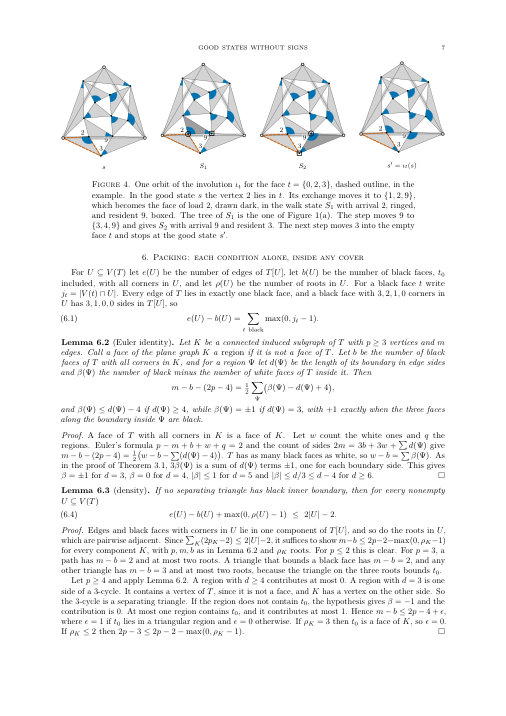 GOOD STATES WITHOUT SIGNS 7
2 3 s
2 9 3 S₁
2 9 3 S₂
2 9 3 s′ = ι_t(s)
FIGURE 4. One orbit of the involution ι_t for the face t = {0, 2, 3}, dashed outline, in the
example. In the good state s the vertex 2 lies in t. Its exchange moves it to {1, 2, 9},
which becomes the face of load 2, drawn dark, in the walk state S₁ with arrival 2, ringed,
and resident 9, boxed. The tree of S₁ is the one of Figure 1(a). The step moves 9 to
{3, 4, 9} and gives S₂ with arrival 9 and resident 3. The next step moves 3 into the empty
face t and stops at the good state s′.
6. PACKING: EACH CONDITION ALONE, INSIDE ANY COVER
For U ⊆ V(T) let e(U) be the number of edges of T[U], let b(U) be the number of black faces, t₀
included, with all corners in U, and let ρ(U) be the number of roots in U. For a black face t write
j_t = |V(t) ∩ U|. Every edge of T lies in exactly one black face, and a black face with 3, 2, 1, 0 corners in
U has 3, 1, 0, 0 sides in T[U], so
(6.1) e(U) − b(U) = ∑_{t black} max(0, j_t − 1).
Lemma 6.2 (Euler identity). Let K be a connected induced subgraph of T with p ≥ 3 vertices and m
edges. Call a face of the plane graph K a region if it is not a face of T. Let b be the number of black
faces of T with all corners in K, and for a region Ψ let d(Ψ) be the length of its boundary in edge sides
and β(Ψ) the number of black minus the number of white faces of T inside it. Then
m − b − (2p − 4) = ½ ∑_Ψ (β(Ψ) − d(Ψ) + 4),
and β(Ψ) ≤ d(Ψ) − 4 if d(Ψ) ≥ 4, while β(Ψ) = ±1 if d(Ψ) = 3, with +1 exactly when the three faces
along the boundary inside Ψ are black.
Proof. A face of T with all corners in K is a face of K. Let w count the white ones and q the
regions. Euler's formula p − m + b + w + q = 2 and the count of sides 2m = 3b + 3w + ∑ d(Ψ) give
m − b − (2p − 4) = ½(w − b − ∑(d(Ψ) − 4)). T has as many black faces as white, so w − b = ∑ β(Ψ). As
in the proof of Theorem 3.1, 3β(Ψ) is a sum of d(Ψ) terms ±1, one for each boundary side. This gives
β = ±1 for d = 3, β = 0 for d = 4, |β| ≤ 1 for d = 5 and |β| ≤ d/3 ≤ d − 4 for d ≥ 6. □
Lemma 6.3 (density). If no separating triangle has black inner boundary, then for every nonempty
U ⊆ V(T)
(6.4) e(U) − b(U) + max(0, ρ(U) − 1) ≤ 2|U| − 2.
Proof. Edges and black faces with corners in U lie in one component of T[U], and so do the roots in U,
which are pairwise adjacent. Since ∑_K(2p_K−2) ≤ 2|U|−2, it suffices to show m−b ≤ 2p−2−max(0, ρ_K−1)
for every component K, with p, m, b as in Lemma 6.2 and ρ_K roots. For p ≤ 2 this is clear. For p = 3, a
path has m − b = 2 and at most two roots. A triangle that bounds a black face has m − b = 2, and any
other triangle has m − b = 3 and at most two roots, because the triangle on the three roots bounds t₀.
Let p ≥ 4 and apply Lemma 6.2. A region with d ≥ 4 contributes at most 0. A region with d = 3 is one
side of a 3-cycle. It contains a vertex of T, since it is not a face, and K has a vertex on the other side. So
the 3-cycle is a separating triangle. If the region does not contain t₀, the hypothesis gives β = −1 and the
contribution is 0. At most one region contains t₀, and it contributes at most 1. Hence m − b ≤ 2p − 4 + ϵ,
where ϵ = 1 if t₀ lies in a triangular region and ϵ = 0 otherwise. If ρ_K = 3 then t₀ is a face of K, so ϵ = 0.
If ρ_K ≤ 2 then 2p − 3 ≤ 2p − 2 − max(0, ρ_K − 1). □